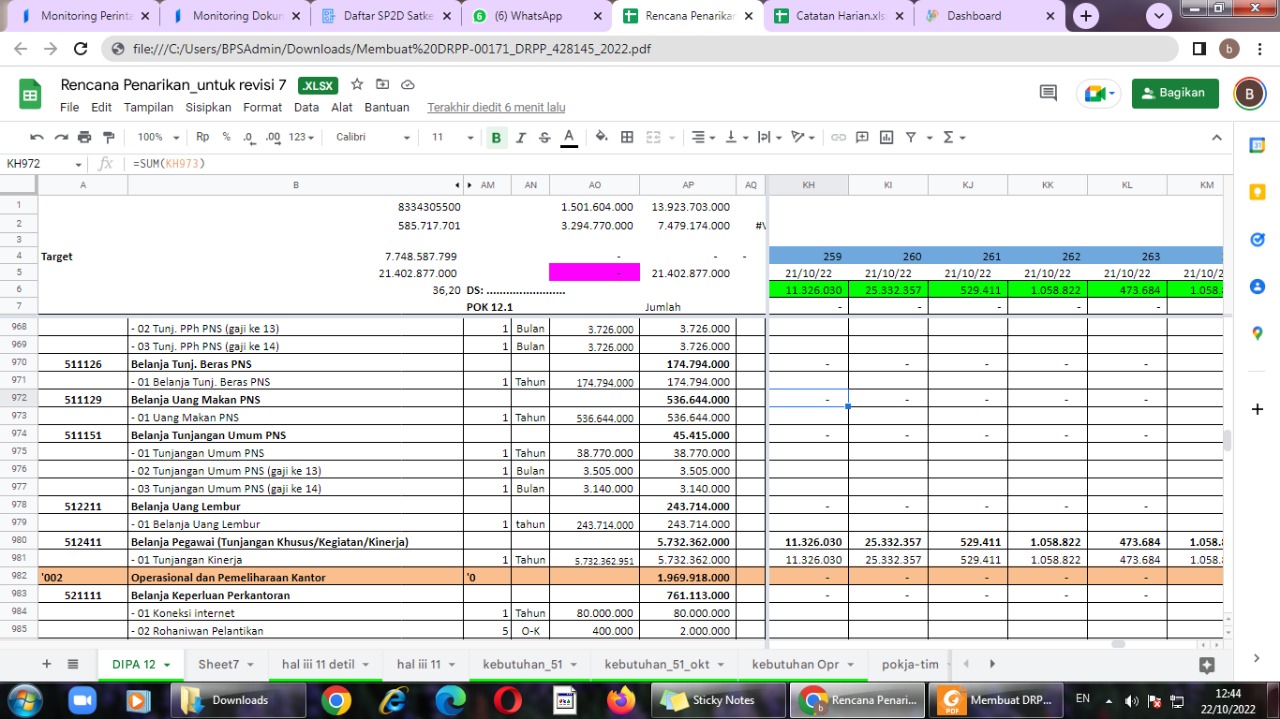 Monitoring Perinta
Monitoring Dokun
Daftar SP2D Satke
(6) WhatsApp
Rencana Penarikan
Catatan Harian.xls
Dashboard
file:///C:/Users/BPSAdmin/Downloads/Membuat%20DRPP-00171_DRPP_428145_2022.pdf
b
Rencana Penarikan_untuk revisi 7
.XLSX
File Edit Tampilan Sisipkan Format Data Alat Bantuan Terakhir diedit 6 menit lalu
Bagikan
B
100% Rp % .0 .00 123 Calibri 11 B I S A
KH972 fx =SUM(KH973)
A B AM AN AO AP AQ KH KI KJ KK KL KM
1 8334305500 1.501.604.000 13.923.703.000
2 585.717.701 3.294.770.000 7.479.174.000 #\
3
4 Target 7.748.587.799 - - - 259 260 261 262 263
5 21.402.877.000 - 21.402.877.000 21/10/22 21/10/22 21/10/22 21/10/22 21/10/22 21/10/2
6 36,20 DS: ........................ 11.326.030 25.332.357 529.411 1.058.822 473.684 1.058.
7 POK 12.1 Jumlah - - - - -
968 - 02 Tunj. PPh PNS (gaji ke 13) 1 Bulan 3.726.000 3.726.000
969 - 03 Tunj. PPh PNS (gaji ke 14) 1 Bulan 3.726.000 3.726.000
970 511126 Belanja Tunj. Beras PNS 174.794.000 - - - - -
971 - 01 Belanja Tunj. Beras PNS 1 Tahun 174.794.000 174.794.000
972 511129 Belanja Uang Makan PNS 536.644.000 - - - - -
973 - 01 Uang Makan PNS 1 Tahun 536.644.000 536.644.000
974 511151 Belanja Tunjangan Umum PNS 45.415.000 - - - - -
975 - 01 Tunjangan Umum PNS 1 Tahun 38.770.000 38.770.000
976 - 02 Tunjangan Umum PNS (gaji ke 13) 1 Bulan 3.505.000 3.505.000
977 - 03 Tunjangan Umum PNS (gaji ke 14) 1 Bulan 3.140.000 3.140.000
978 512211 Belanja Uang Lembur 243.714.000 - - - - -
979 - 01 Belanja Uang Lembur 1 tahun 243.714.000 243.714.000
980 512411 Belanja Pegawai (Tunjangan Khusus/Kegiatan/Kinerja) 5.732.362.000 11.326.030 25.332.357 529.411 1.058.822 473.684 1.058.
981 - 01 Tunjangan Kinerja 1 Tahun 5.732.362.951 5.732.362.000 11.326.030 25.332.357 529.411 1.058.822 473.684 1.058.
982 '002 Operasional dan Pemeliharaan Kantor '0 1.969.918.000 - - - - -
983 521111 Belanja Keperluan Perkantoran 761.113.000 - - - - -
984 - 01 Koneksi internet 1 Tahun 80.000.000 80.000.000
985 - 02 Rohaniwan Pelantikan 5 O-K 400.000 2.000.000
DIPA 12 Sheet7 hal iii 11 detil hal iii 11 kebutuhan_51 kebutuhan_51_okt kebutuhan Opr pokja-tim
Downloads Sticky Notes Rencana Penari... Membuat DRP... EN 12:44
22/10/2022